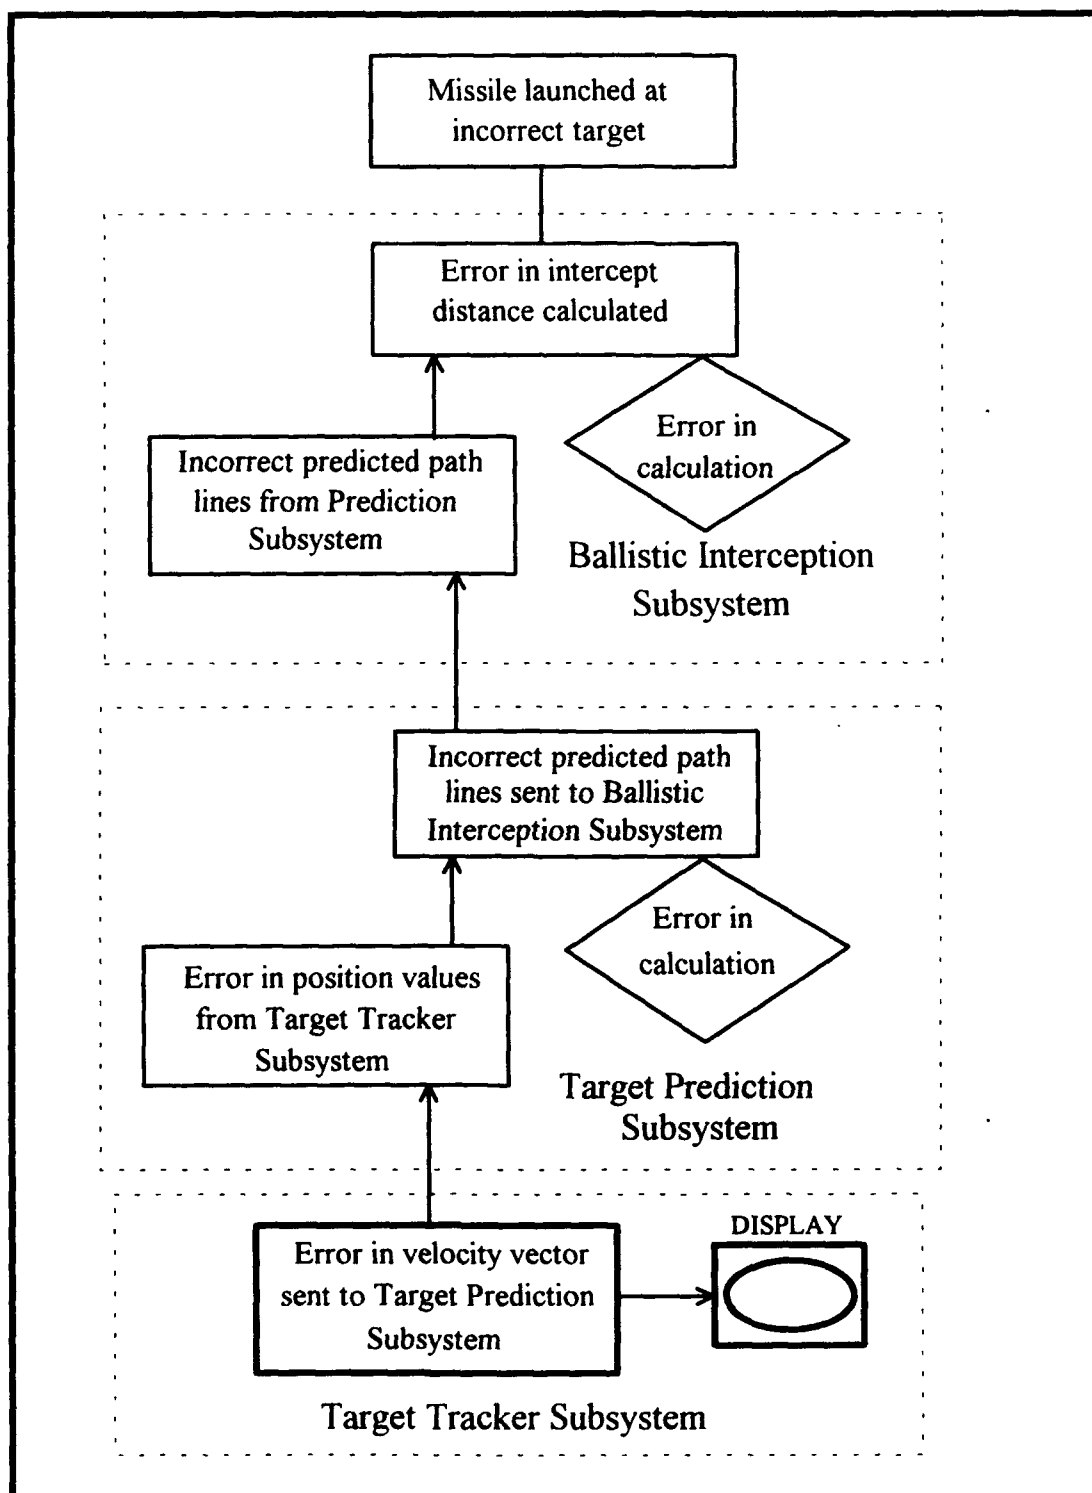 Missile launched at
incorrect target
Error in intercept
distance calculated
Error in
calculation
Incorrect predicted path
lines from Prediction
Subsystem
Ballistic Interception
Subsystem
Incorrect predicted path
lines sent to Ballistic
Interception Subsystem
Error in
calculation
Error in position values
from Target Tracker
Subsystem
Target Prediction
Subsystem
DISPLAY
Error in velocity vector
sent to Target Prediction
Subsystem
Target Tracker Subsystem